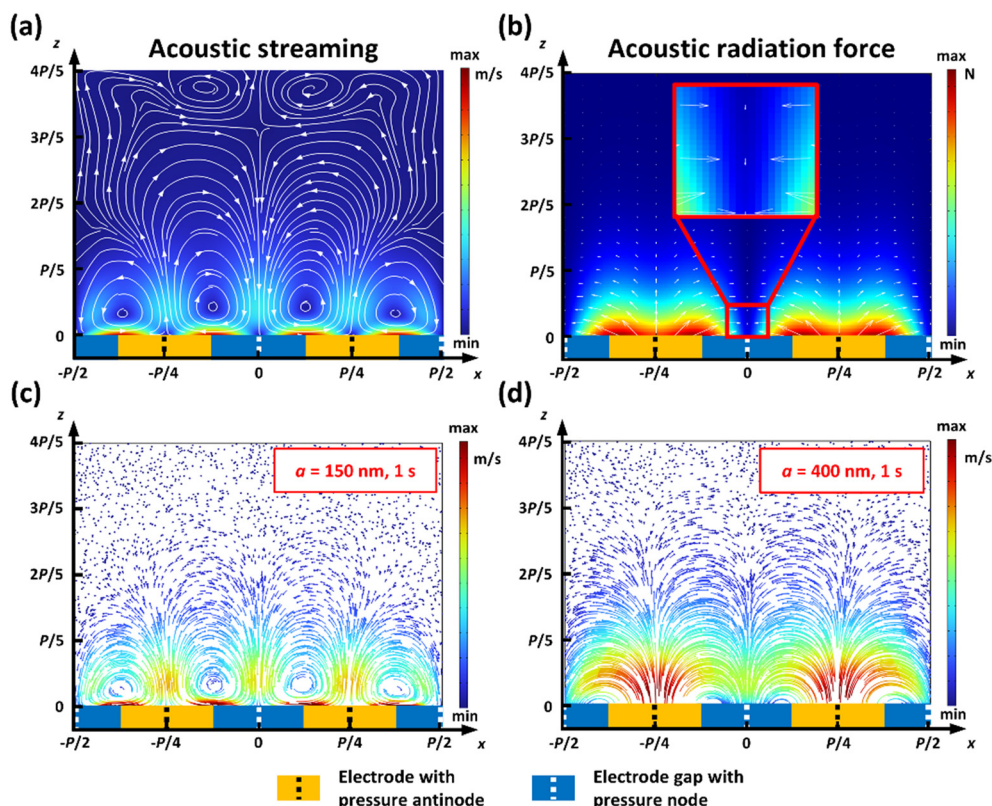 (a)
Acoustic streaming
z
4P/5
3P/5
2P/5
P/5
0
-P/2
-P/4
0
P/4
P/2
x
max
m/s
min
(b)
Acoustic radiation force
z
4P/5
3P/5
2P/5
P/5
0
-P/2
-P/4
0
P/4
P/2
x
max
N
min
(c)
z
4P/5
3P/5
2P/5
P/5
0
a = 150 nm, 1 s
-P/2
-P/4
0
P/4
P/2
x
max
m/s
min
(d)
z
4P/5
3P/5
2P/5
P/5
0
a = 400 nm, 1 s
-P/2
-P/4
0
P/4
P/2
x
max
m/s
min
Electrode with
pressure antinode
Electrode gap with
pressure node